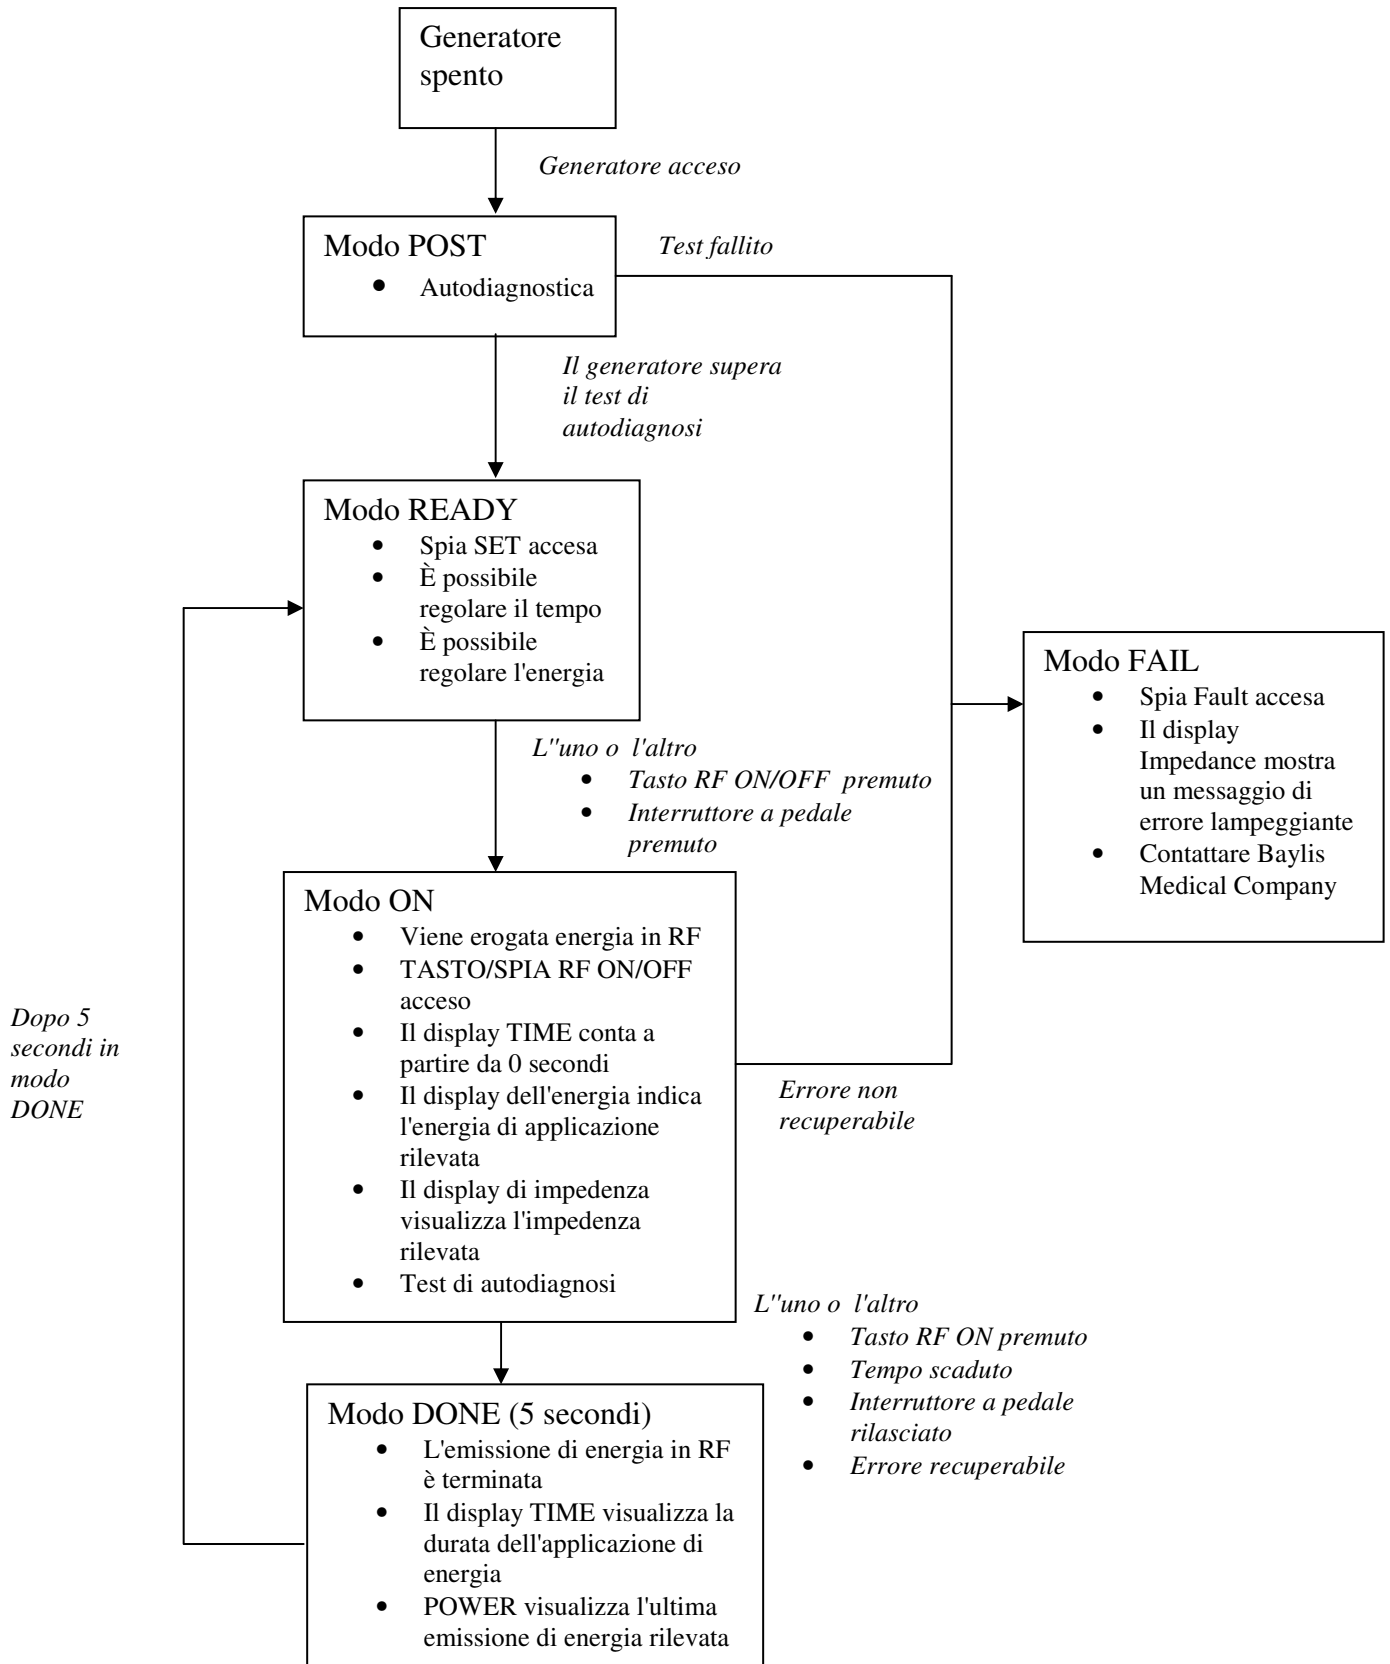 Generatore
spento
Generatore acceso
Modo POST
• Autodiagnostica
Test fallito
Il generatore supera
il test di
autodiagnosi
Modo READY
• Spia SET accesa
• È possibile
regolare il tempo
• È possibile
regolare l'energia
Modo FAIL
• Spia Fault accesa
• Il display
Impedance mostra
un messaggio di
errore lampeggiante
• Contattare Baylis
Medical Company
L''uno o l'altro
• Tasto RF ON/OFF premuto
• Interruttore a pedale
premuto
Modo ON
• Viene erogata energia in RF
• TASTO/SPIA RF ON/OFF
acceso
• Il display TIME conta a
partire da 0 secondi
• Il display dell'energia indica
l'energia di applicazione
rilevata
• Il display di impedenza
visualizza l'impedenza
rilevata
• Test di autodiagnosi
Dopo 5
secondi in
modo
DONE
Errore non
recuperabile
L''uno o l'altro
• Tasto RF ON premuto
• Tempo scaduto
• Interruttore a pedale
rilasciato
• Errore recuperabile
Modo DONE (5 secondi)
• L'emissione di energia in RF
è terminata
• Il display TIME visualizza la
durata dell'applicazione di
energia
• POWER visualizza l'ultima
emissione di energia rilevata